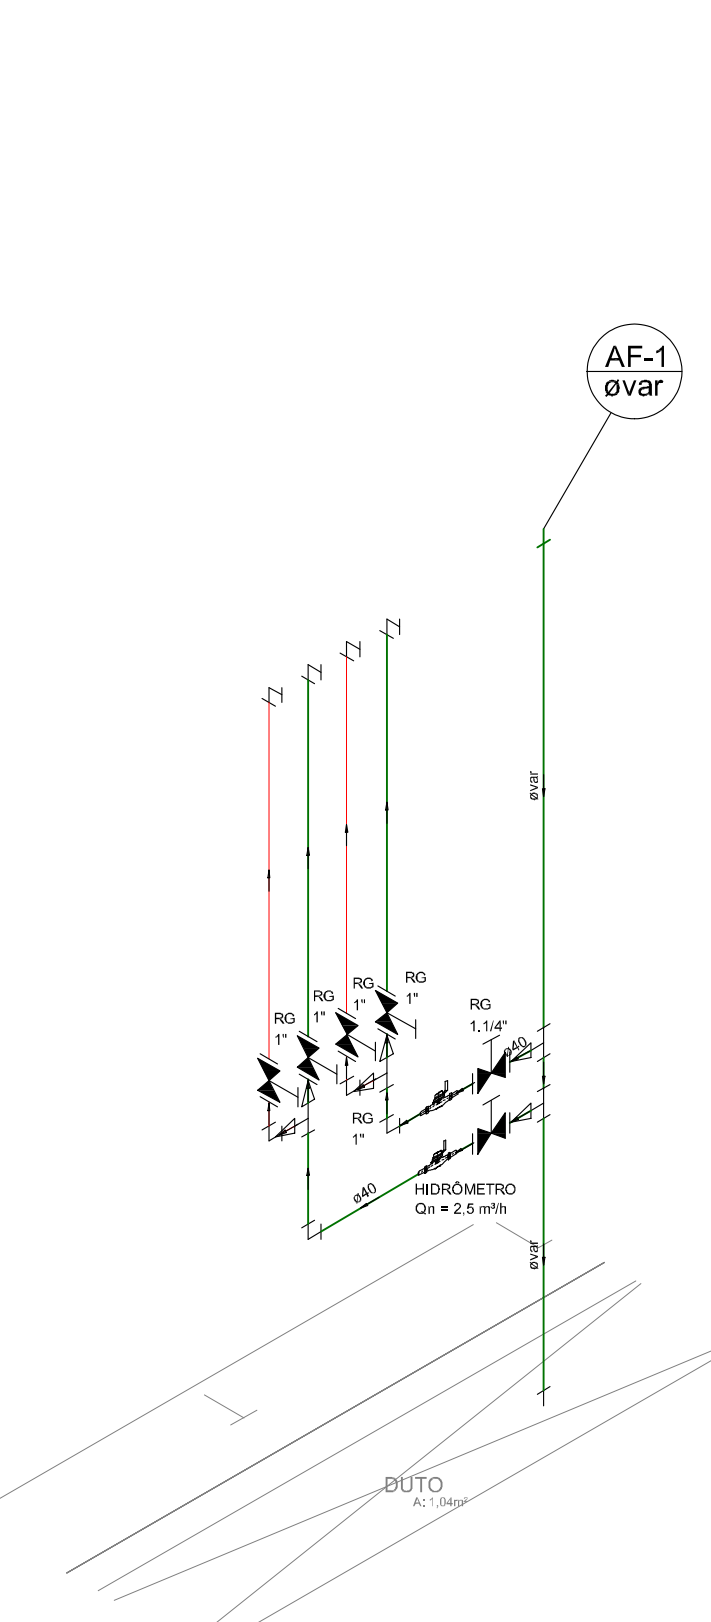 AF-1
øvar
øvar
RG
1"
RG
1"
RG
1"
RG
1"
RG
1.1/4"
ø40
RG
1"
ø40
HIDRÔMETRO
Qn = 2,5 m³/h
øvar
DUTO
A: 1,04m²